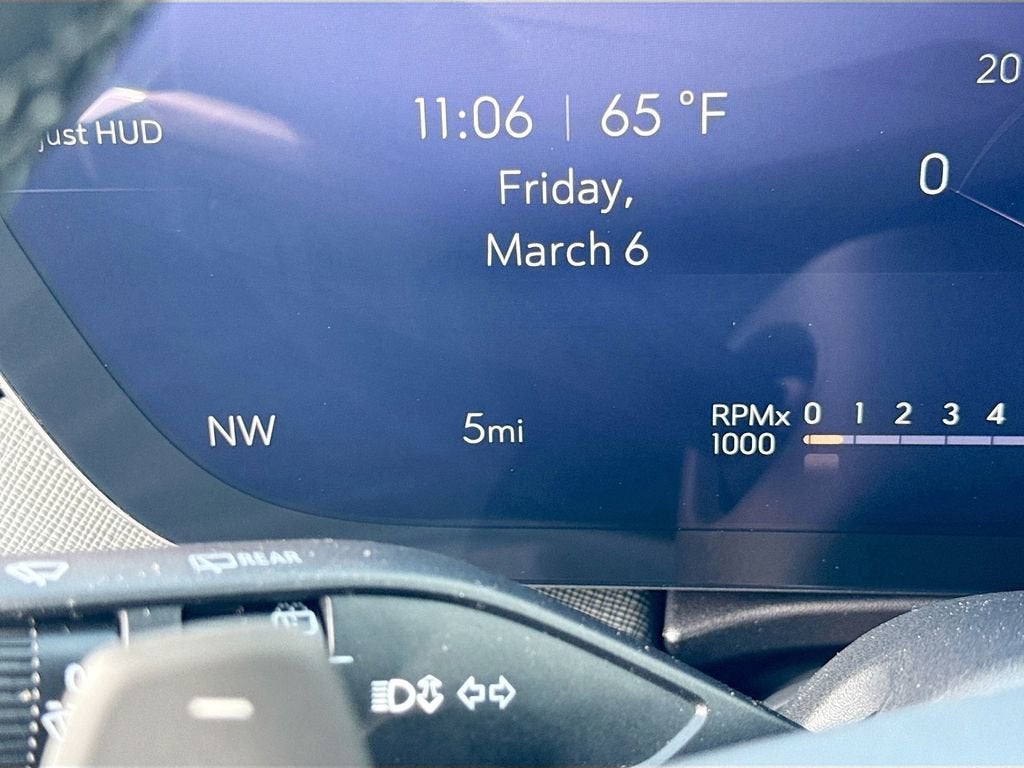 20
11:06 | 65 °F
just HUD
0
Friday,
March 6
NW
5mi
RPMx 0 1 2 3 4
1000
REAR